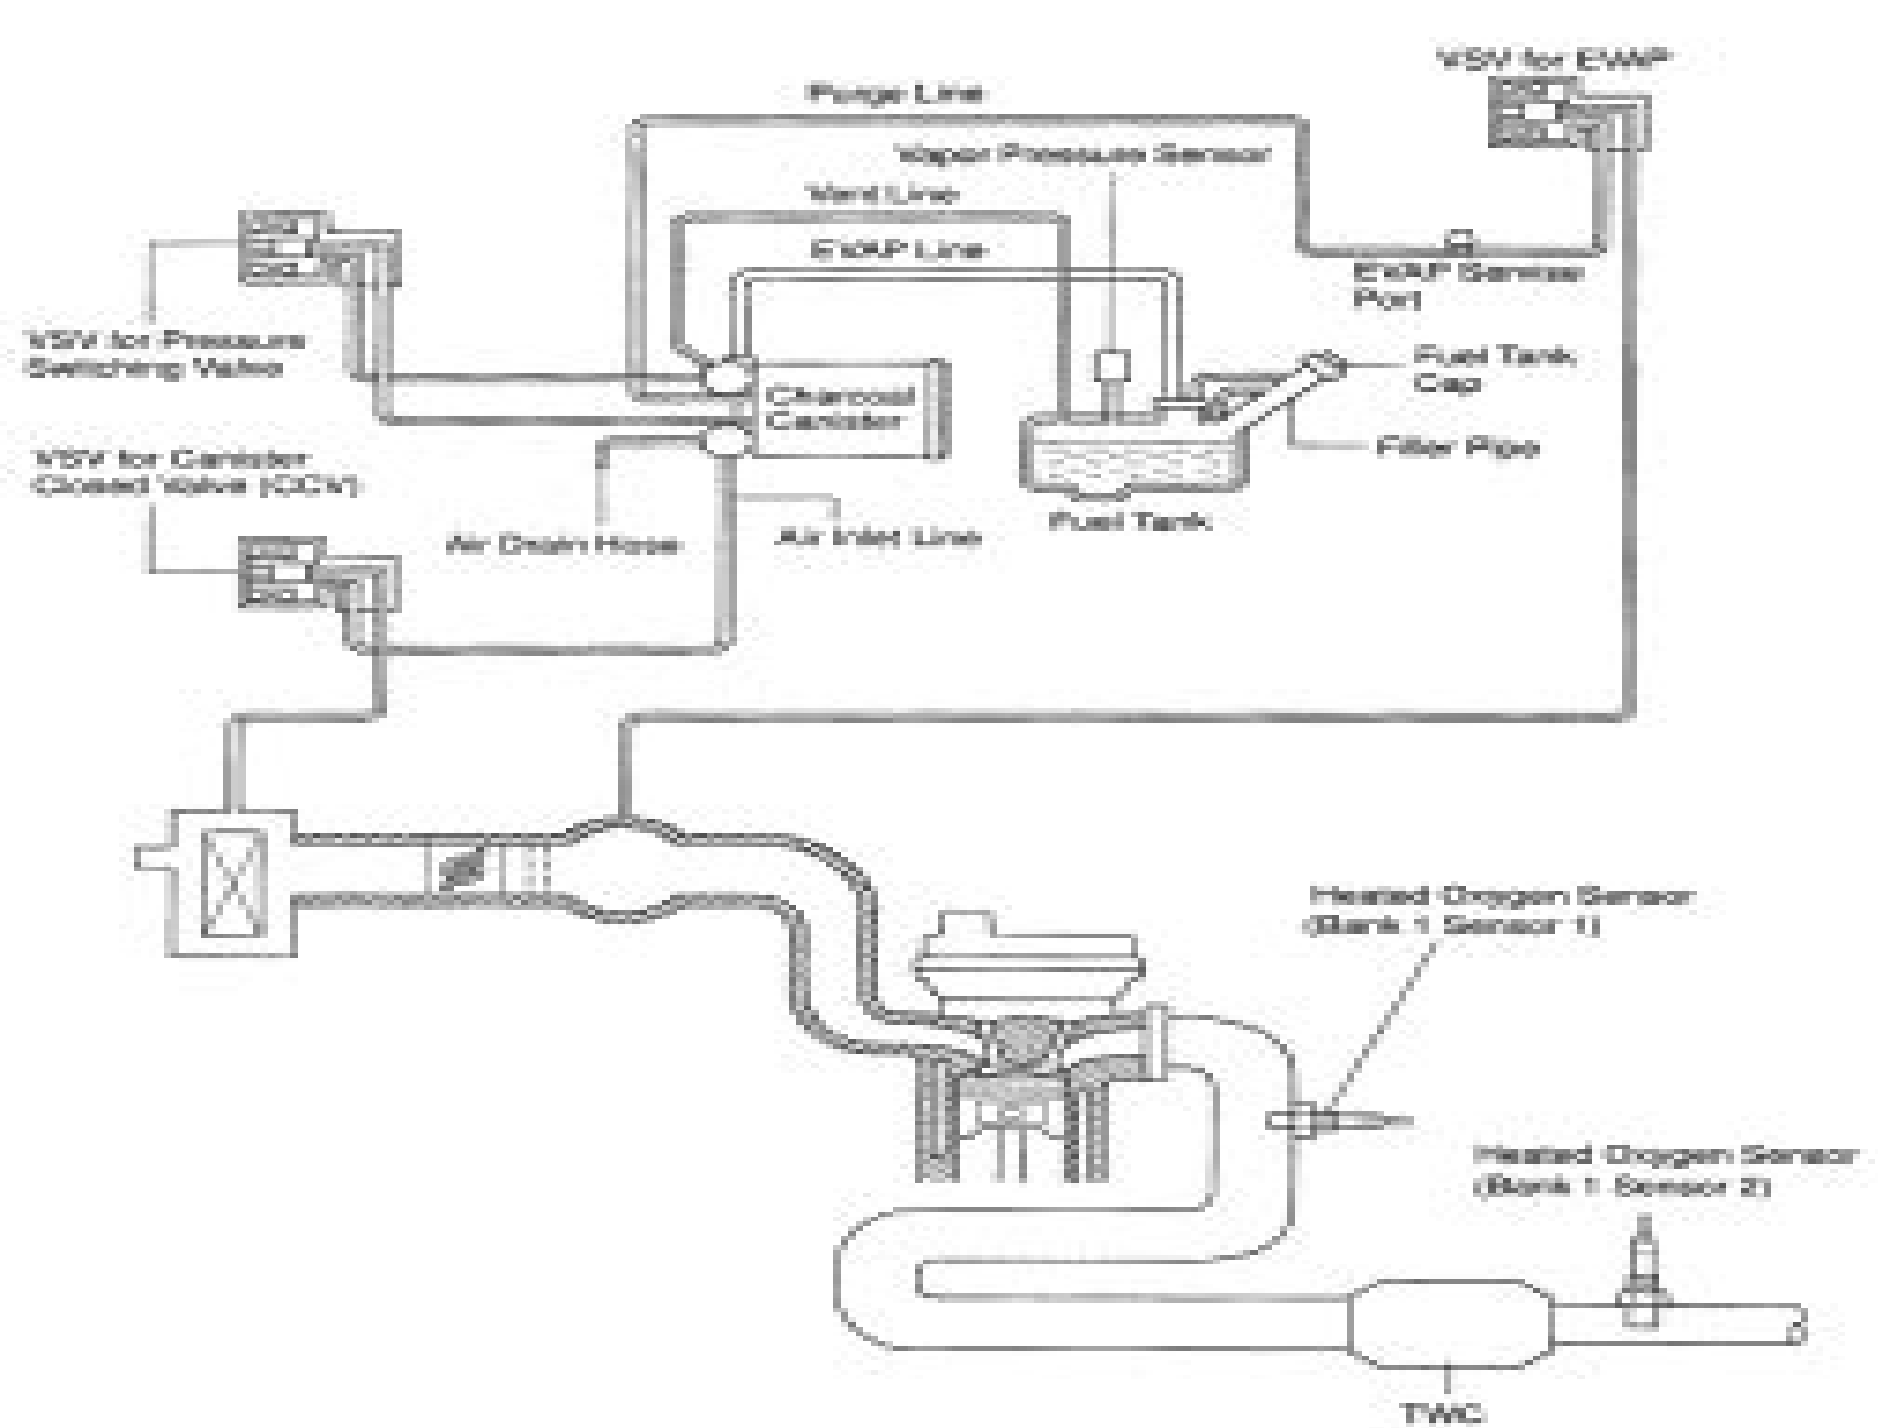 VSV for EVAP
Purge Line
Vapor Pressure Sensor
Vent Line
EVAP Line
EVAP Service
Port
VSV for Pressure
Switching Valve
Fuel Tank
Cap
Charcoal
Canister
Filler Pipe
VSV for Canister
Closed Valve (CCV)
Fuel Tank
Air Drain Hose
Air Inlet Line
Heated Oxygen Sensor
(Bank 1 Sensor 1)
Heated Oxygen Sensor
(Bank 1 Sensor 2)
TWC